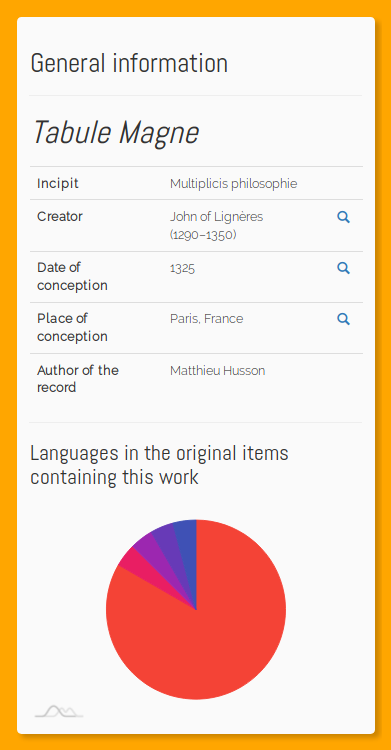 General information
Tabule Magne
Incipit Multiplicis philosophie
Creator John of Lignères
(1290–1350)
Date of 1325
conception
Place of Paris, France
conception
Author of the Matthieu Husson
record
Languages in the original items
containing this work